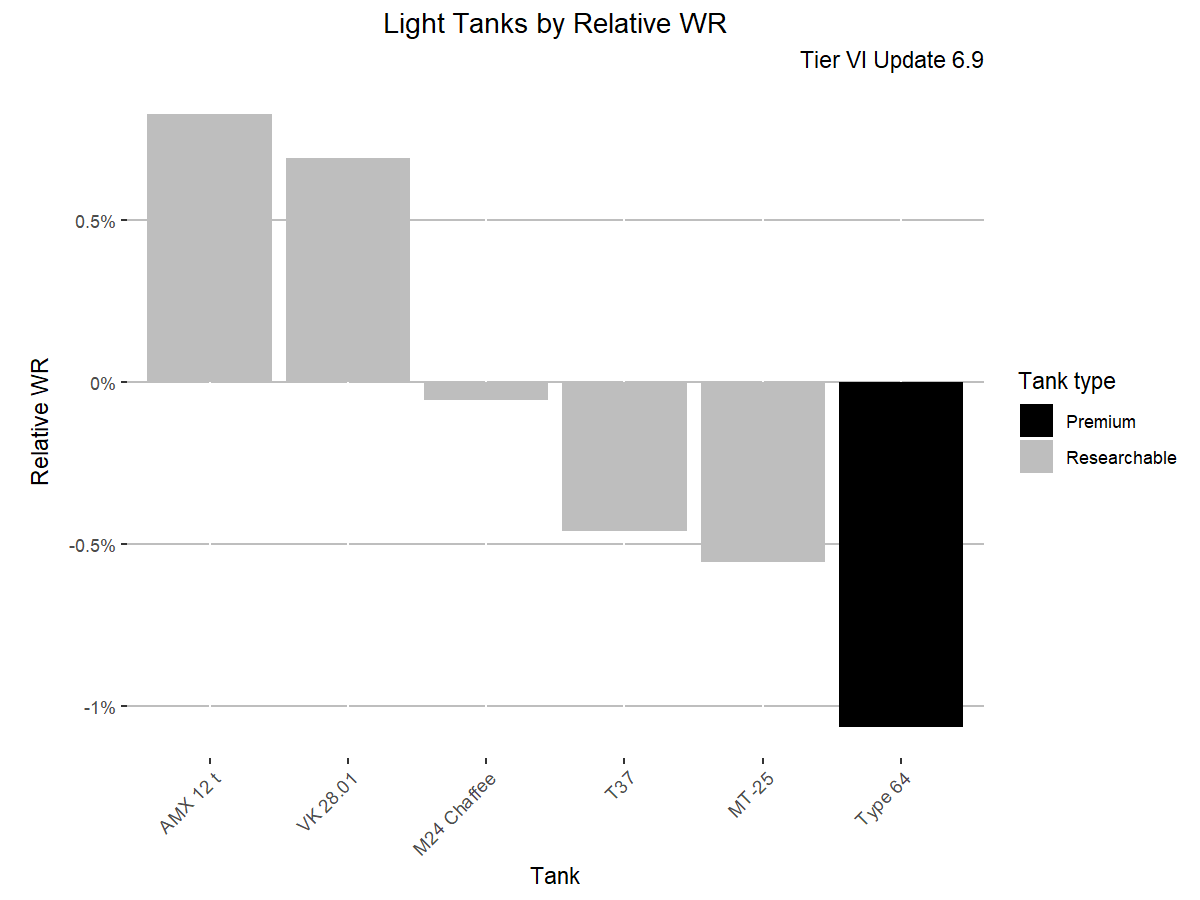 Light Tanks by Relative WR
Tier VI Update 6.9
Relative WR
0.5%
0%
-0.5%
-1%
AMX 12 t
VK 28.01
M24 Chaffee
T37
MT-25
Type 64
Tank
Tank type
Premium
Researchable